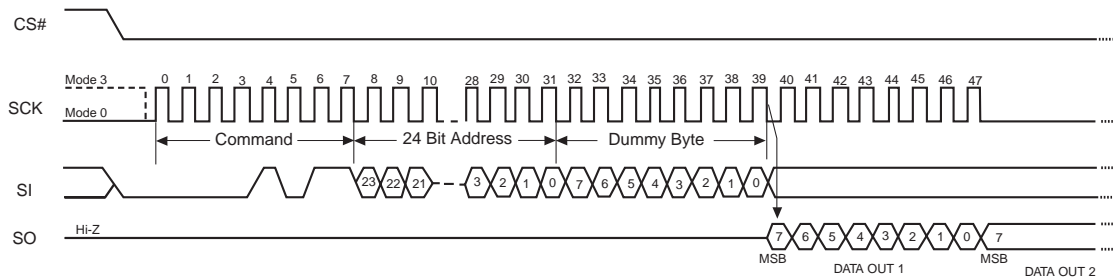 CS#
Mode 3
0 1 2 3 4 5 6 7 8 9 10 28 29 30 31 32 33 34 35 36 37 38 39 40 41 42 43 44 45 46 47
SCK
Mode 0
Command 24 Bit Address Dummy Byte
SI
23 22 21 3 2 1 0 7 6 5 4 3 2 1 0
Hi-Z
SO
7 6 5 4 3 2 1 0 7
MSB DATA OUT 1 MSB DATA OUT 2